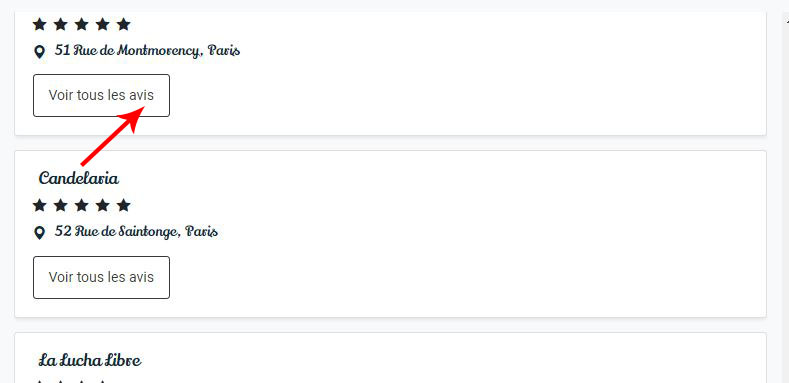 51 Rue de Montmorency, Paris
Voir tous les avis
Candelaria
52 Rue de Saintonge, Paris
Voir tous les avis
La Lucha Libre